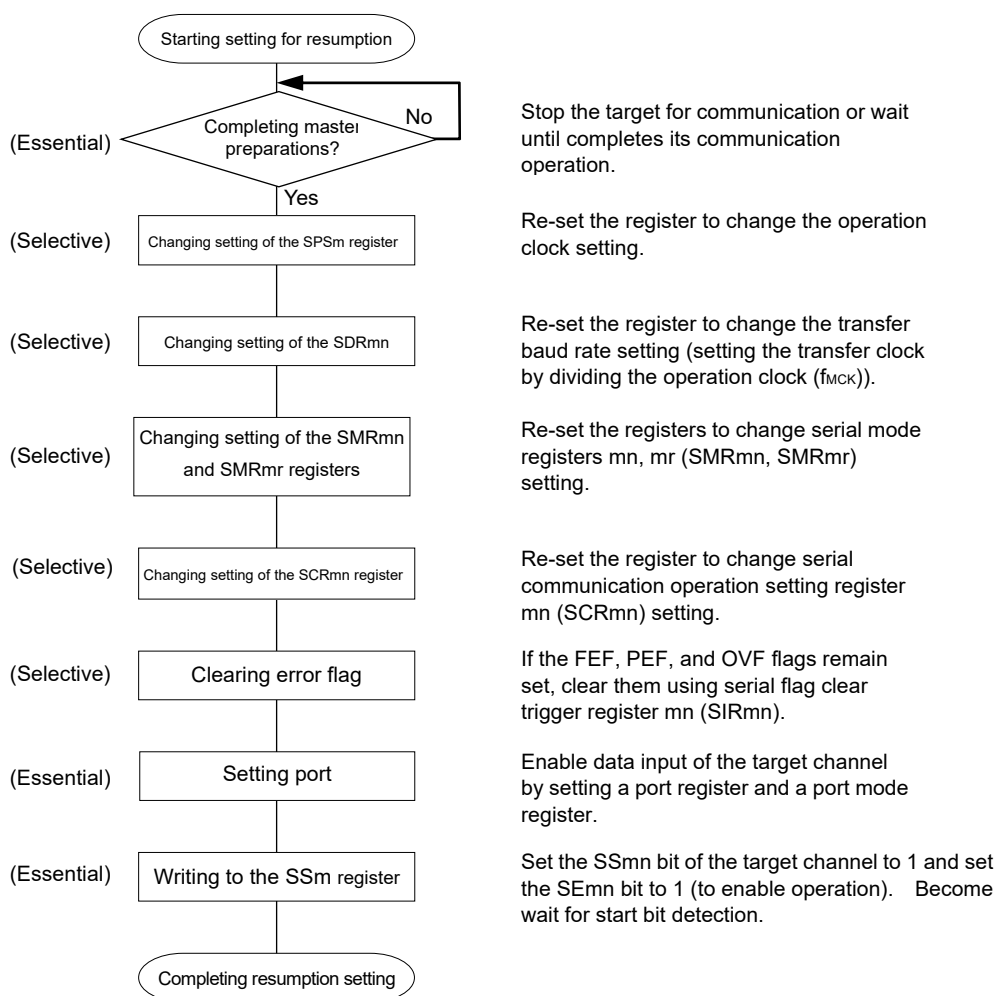 Starting setting for resumption
No
(Essential)
Completing master
preparations?
Stop the target for communication or wait
until completes its communication
operation.
Yes
(Selective)
Changing setting of the SPSm register
Re-set the register to change the operation
clock setting.
(Selective)
Changing setting of the SDRmn
Re-set the register to change the transfer
baud rate setting (setting the transfer clock
by dividing the operation clock (fMCK)).
(Selective)
Changing setting of the SMRmn
and SMRmr registers
Re-set the registers to change serial mode
registers mn, mr (SMRmn, SMRmr)
setting.
(Selective)
Changing setting of the SCRmn register
Re-set the register to change serial
communication operation setting register
mn (SCRmn) setting.
(Selective)
Clearing error flag
If the FEF, PEF, and OVF flags remain
set, clear them using serial flag clear
trigger register mn (SIRmn).
(Essential)
Setting port
Enable data input of the target channel
by setting a port register and a port mode
register.
(Essential)
Writing to the SSm register
Set the SSmn bit of the target channel to 1 and set
the SEmn bit to 1 (to enable operation). Become
wait for start bit detection.
Completing resumption setting